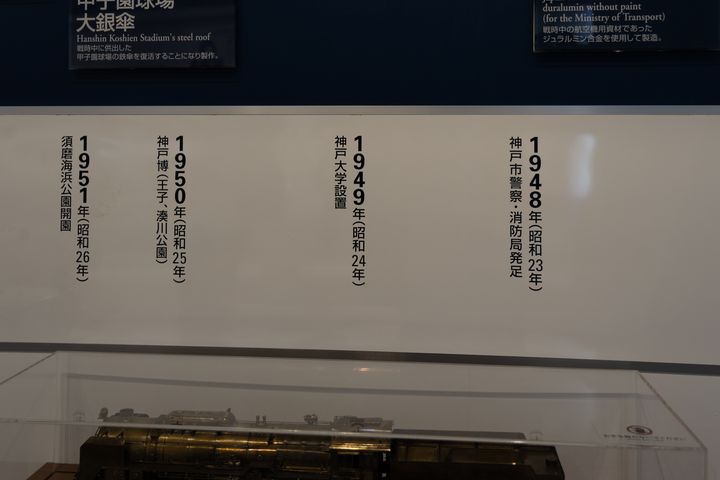 甲子園球場
大銀傘
Hanshin Koshien Stadium's steel roof
戦時中に供出した
甲子園球場の鉄傘を復活することになり製作。
duralumin without paint
(for the Ministry of Transport)
戦時中の航空機用資材であった
ジュラルミン合金を使用して製造。
1948年(昭和23年)
神戸市警察・消防局発足
1949年(昭和24年)
神戸大学設置
1950年(昭和25年)
神戸博(王子、湊川公園)
1951年(昭和26年)
須磨海浜公園開園